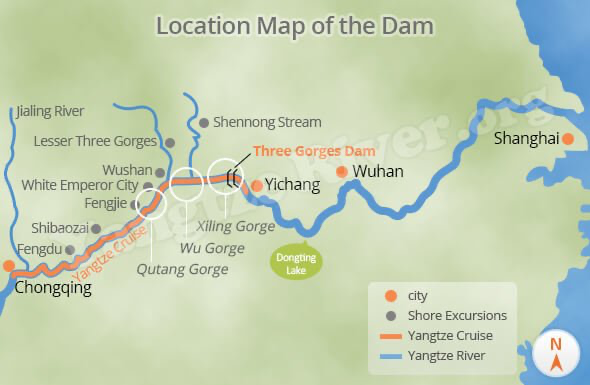 Location Map of the Dam
Jialing River
Shennong Stream
Lesser Three Gorges
Shanghai
Three Gorges Dam
Wushan
Wuhan
White Emperor City
Yichang
Fengjie
Xiling Gorge
Shibaozai
Wu Gorge
Fengdu
Yangtze Cruise
Qutang Gorge
Dongting
Lake
Chongqing
city
Shore Excursions
Yangtze Cruise
Yangtze River
N